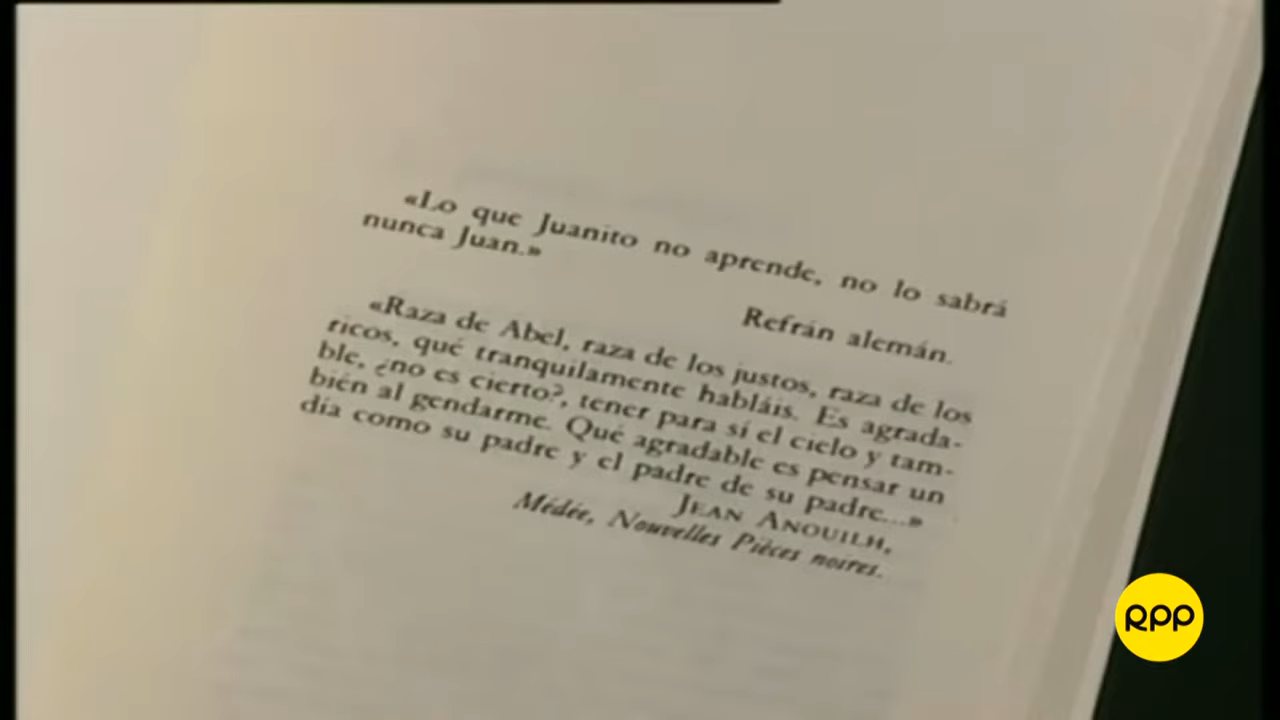 «Lo que Juanito no aprende, no lo sabrá
nunca Juan.»
Refrán alemán.
«Raza de Abel, raza de los justos, raza de los
ricos, qué tranquilamente habláis. Es agrada-
ble, ¿no es cierto?, tener para sí el cielo y tam-
bién al gendarme. Qué agradable es pensar un
día como su padre y el padre de su padre...»
JEAN ANOUILH,
Médée, Nouvelles Pièces noires.
RPP